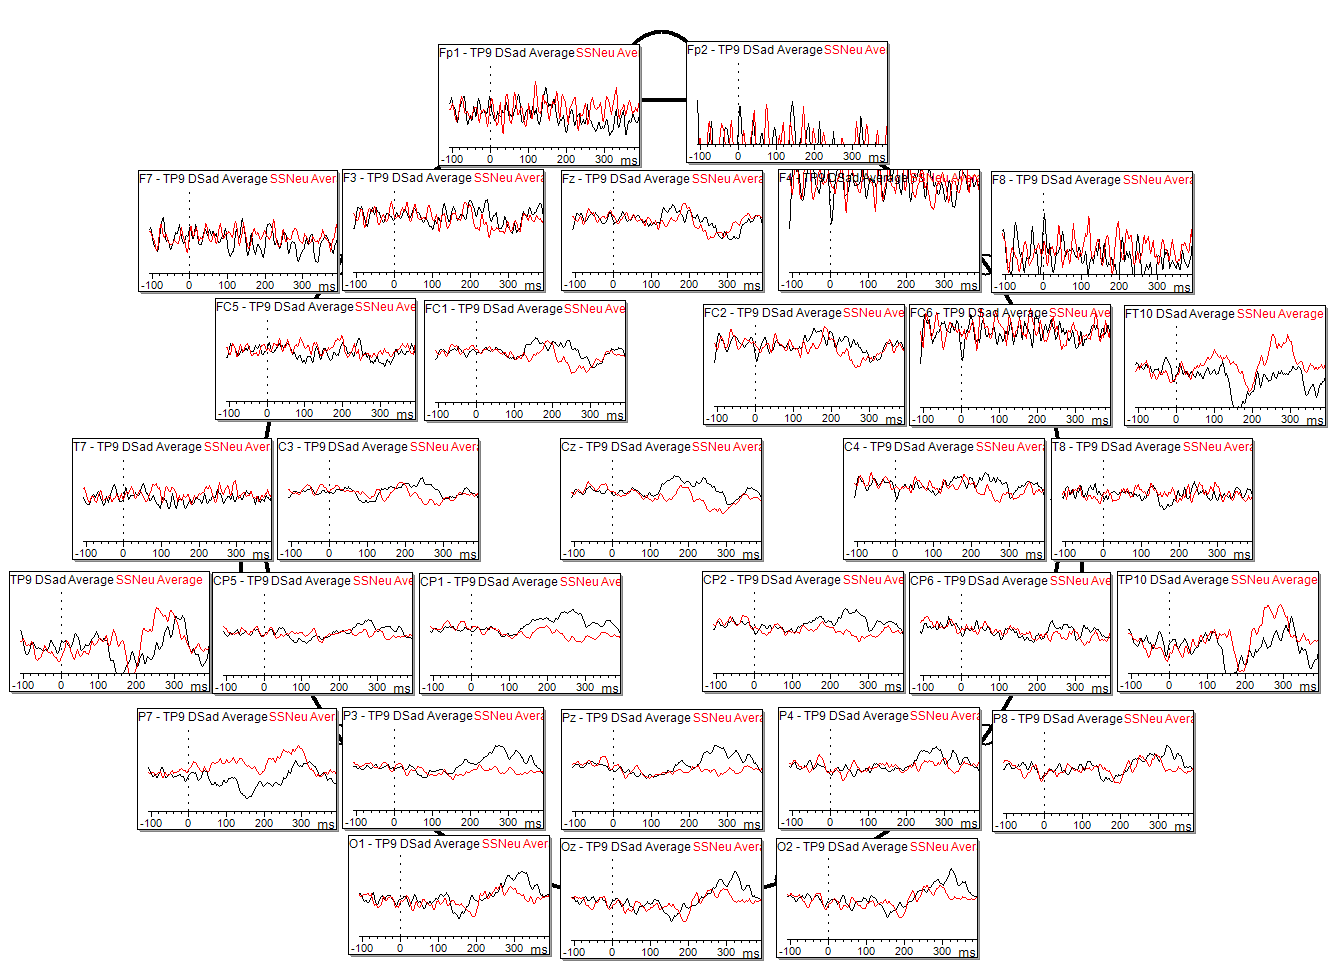 Fp1 - TP9 DSad Average SSNeu Ave
-100 0 100 200 300 ms
Fp2 - TP9 DSad Average SSNeu Ave
-100 0 100 200 300 ms
F7 - TP9 DSad Average SSNeu Aver
-100 0 100 200 300 ms
F3 - TP9 DSad Average SSNeu Avera
-100 0 100 200 300 ms
Fz - TP9 DSad Average SSNeu Avera
-100 0 100 200 300 ms
F4 - TP9 DSad Average SSNeu Avera
-100 0 100 200 300 ms
F8 - TP9 DSad Average SSNeu Avera
-100 0 100 200 300 ms
FC5 - TP9 DSad Average SSNeu Ave
-100 0 100 200 300 ms
FC1 - TP9 DSad Average SSNeu Ave
-100 0 100 200 300 ms
FC2 - TP9 DSad Average SSNeu Ave
-100 0 100 200 300 ms
FC6 - TP9 DSad Average SSNeu Ave
-100 0 100 200 300 ms
FT10 DSad Average SSNeu Average
-100 0 100 200 300 ms
T7 - TP9 DSad Average SSNeu Aver
-100 0 100 200 300 ms
C3 - TP9 DSad Average SSNeu Avera
-100 0 100 200 300 ms
Cz - TP9 DSad Average SSNeu Avera
-100 0 100 200 300 ms
C4 - TP9 DSad Average SSNeu Avera
-100 0 100 200 300 ms
T8 - TP9 DSad Average SSNeu Avera
-100 0 100 200 300 ms
TP9 DSad Average SSNeu Average
-100 0 100 200 300 ms
CP5 - TP9 DSad Average SSNeu Ave
-100 0 100 200 300 ms
CP1 - TP9 DSad Average SSNeu Ave
-100 0 100 200 300 ms
CP2 - TP9 DSad Average SSNeu Ave
-100 0 100 200 300 ms
CP6 - TP9 DSad Average SSNeu Ave
-100 0 100 200 300 ms
TP10 DSad Average SSNeu Average
-100 0 100 200 300 ms
P7 - TP9 DSad Average SSNeu Aver
-100 0 100 200 300 ms
P3 - TP9 DSad Average SSNeu Avera
-100 0 100 200 300 ms
Pz - TP9 DSad Average SSNeu Avera
-100 0 100 200 300 ms
P4 - TP9 DSad Average SSNeu Avera
-100 0 100 200 300 ms
P8 - TP9 DSad Average SSNeu Avera
-100 0 100 200 300 ms
O1 - TP9 DSad Average SSNeu Aver
-100 0 100 200 300 ms
Oz - TP9 DSad Average SSNeu Avera
-100 0 100 200 300 ms
O2 - TP9 DSad Average SSNeu Aver
-100 0 100 200 300 ms